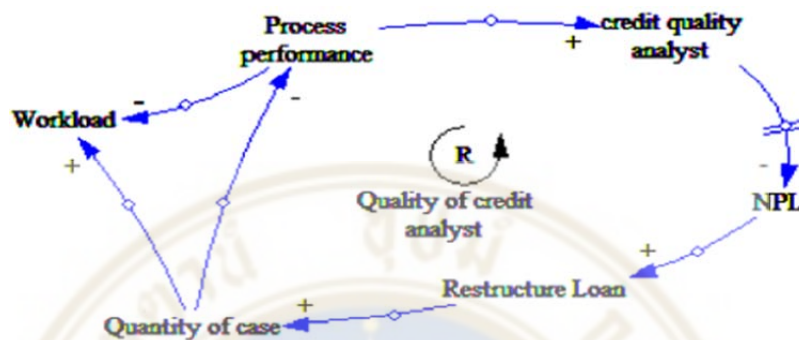 Process
performance
+
credit quality
analyst
-
Workload
-
+
R
Quality of credit
analyst
-
NPL
+
Restructure Loan
+
Quantity of case